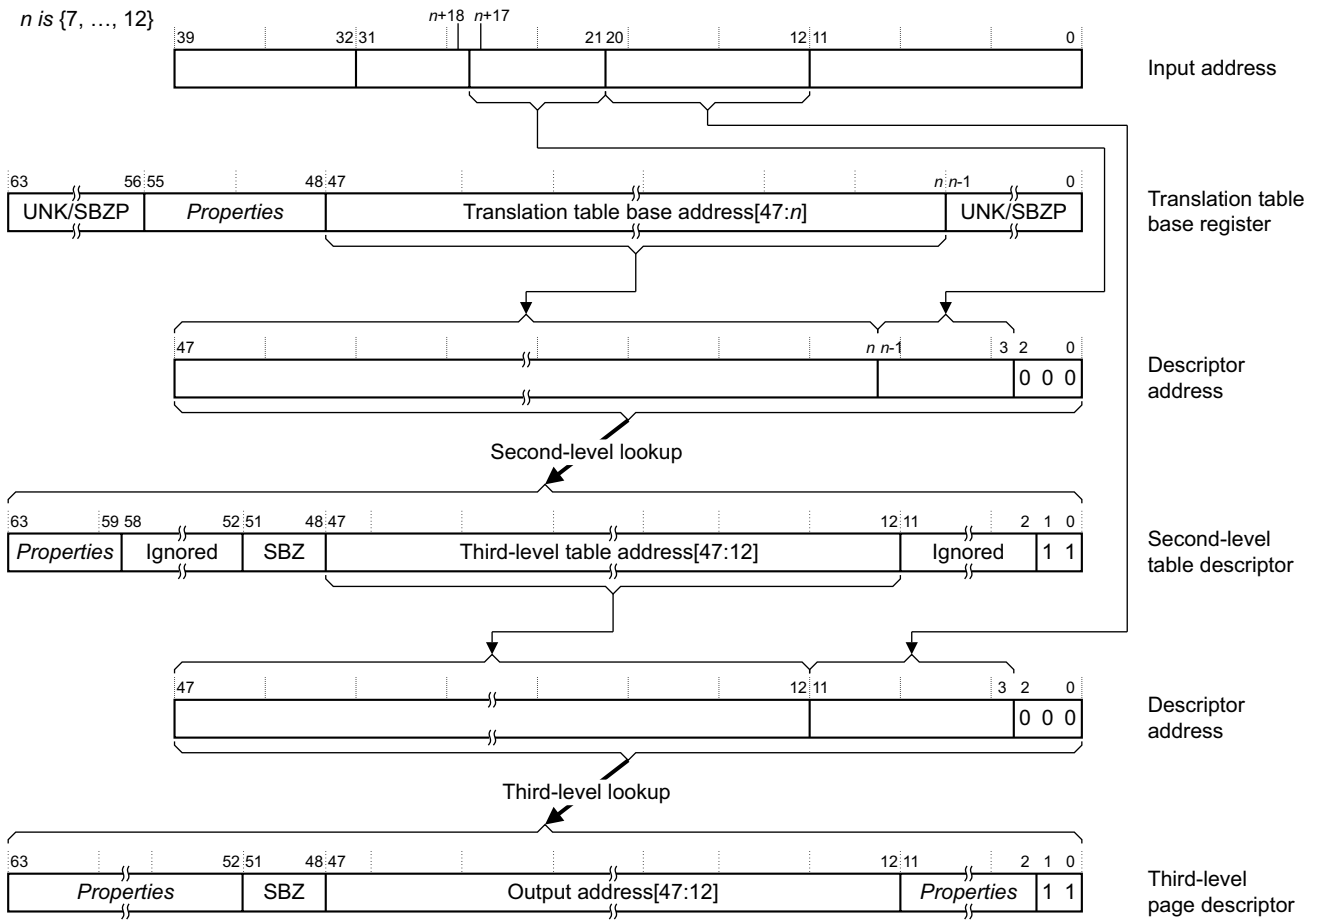 n is {7, …, 12}
n+18 n+17
39 32 31 21 20 12 11 0
Input address
63 56 55 48 47 n n-1 0
UNK/SBZP Properties Translation table base address[47:n] UNK/SBZP
Translation table
base register
47 n n-1 3 2 0
0 0 0
Descriptor
address
Second-level lookup
63 59 58 52 51 48 47 12 11 2 1 0
Properties Ignored SBZ Third-level table address[47:12] Ignored 1 1
Second-level
table descriptor
47 12 11 3 2 0
0 0 0
Descriptor
address
Third-level lookup
63 52 51 48 47 12 11 2 1 0
Properties SBZ Output address[47:12] Properties 1 1
Third-level
page descriptor